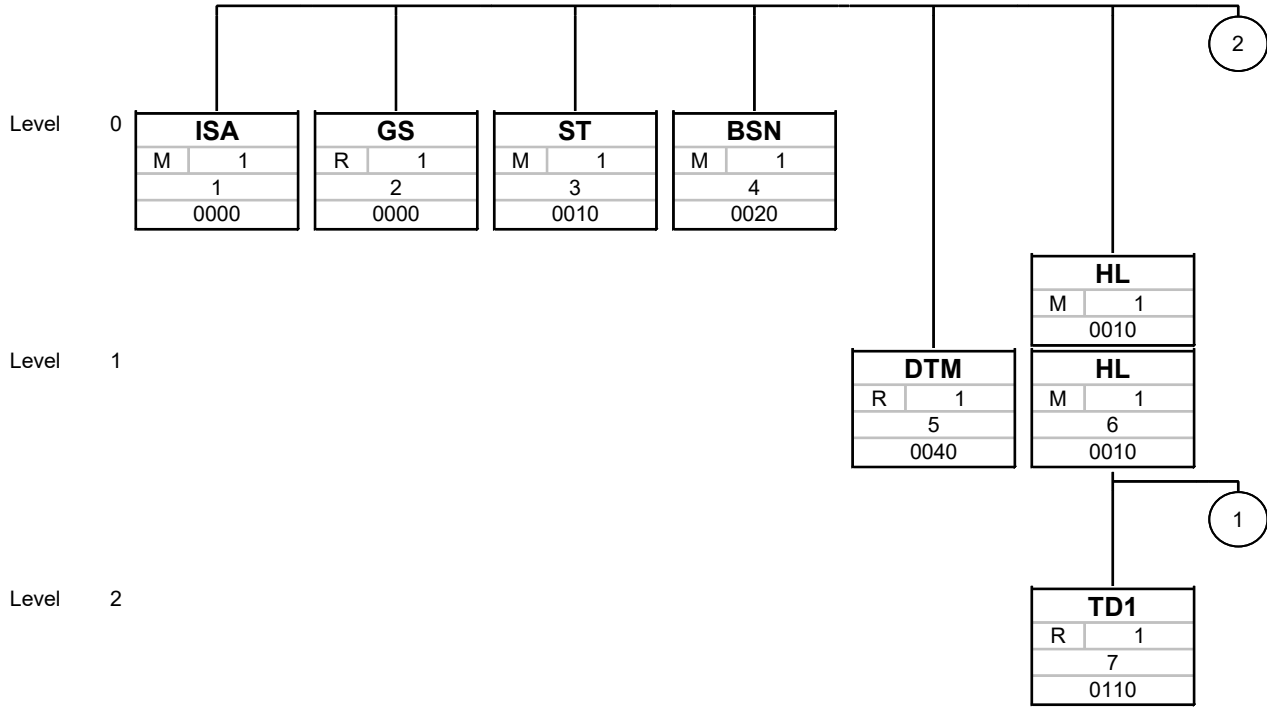 2
Level 0 ISA GS ST BSN
M 1 R 1 M 1 M 1
1 2 3 4
0000 0000 0010 0020
HL
M 1
0010
Level 1 DTM HL
R 1 M 1
5 6
0040 0010
1
Level 2 TD1
R 1
7
0110